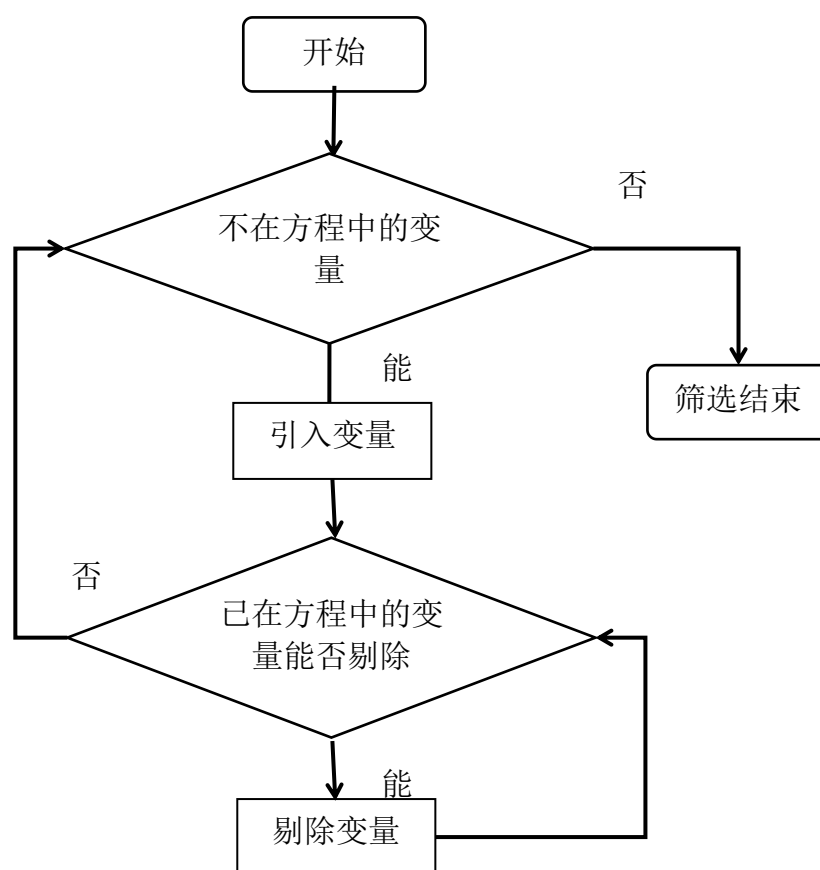 开始
否
不在方程中的变
量
能
筛选结束
引入变量
否
已在方程中的变
量能否剔除
能
剔除变量